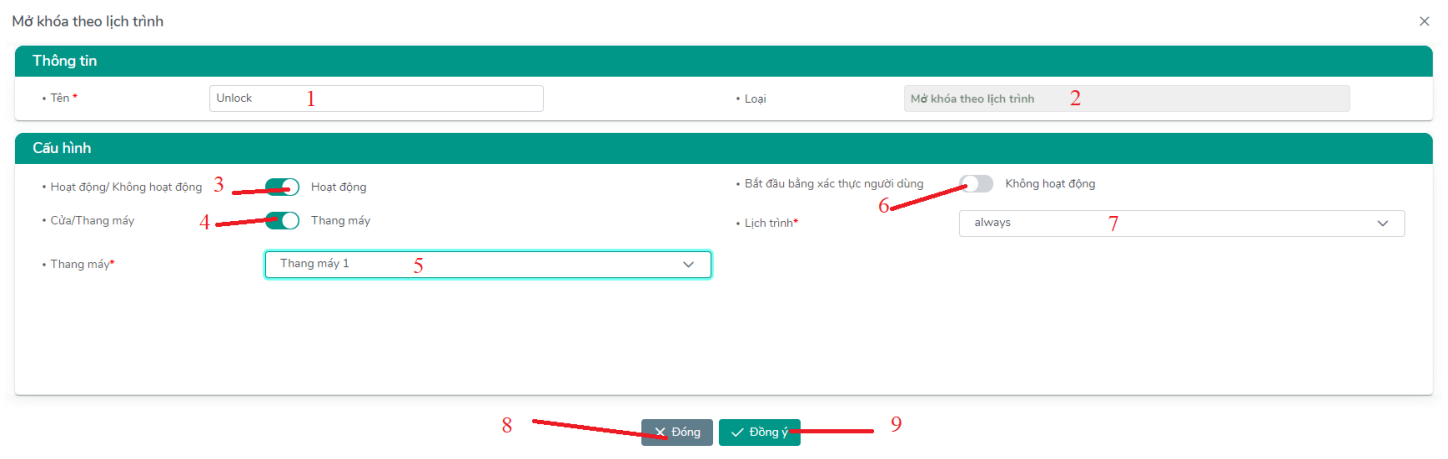 Mở khóa theo lịch trình ×
Thông tin
• Tên * Unlock 1 • Loại Mở khóa theo lịch trình 2
Cấu hình
• Hoạt động/ Không hoạt động 3 Hoạt động • Bắt đầu bằng xác thực người dùng 6 Không hoạt động
• Cửa/Thang máy 4 Thang máy • Lịch trình* always 7
• Thang máy* Thang máy 1 5
8 × Đóng ✓ Đồng ý 9